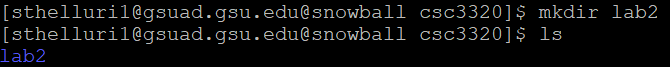 [sthelluri1@gsuad.gsu.edu@snowball csc3320]$ mkdir lab2
[sthelluri1@gsuad.gsu.edu@snowball csc3320]$ ls
lab2